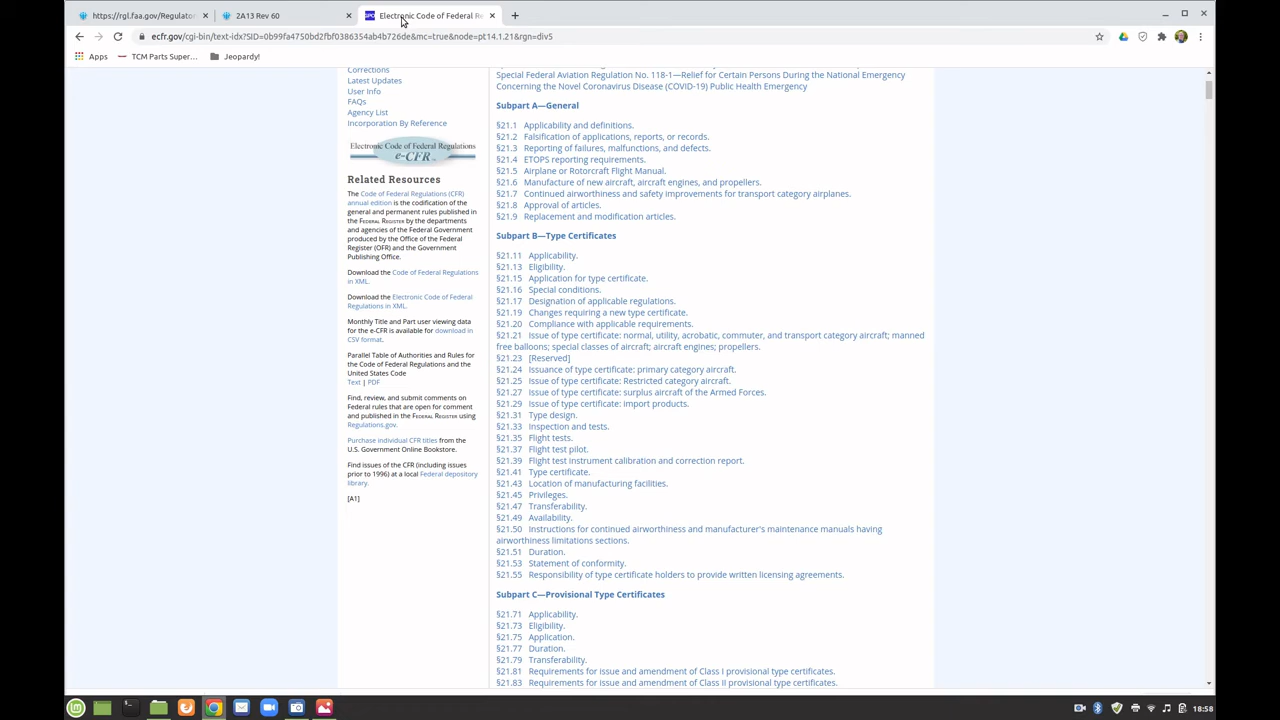 https://rgl.faa.gov/Regulator
2A13 Rev 60
GPO
Electronic Code of Federal Re
ecfr.gov/cgi-bin/text-idx?SID=0b99fa4750bd2fbf0386354ab4b726de&mc=true&node=pt14.1.21&rgn=div5
Apps
TCM Parts Super...
Jeopardy!
Corrections
Latest Updates
User Info
FAQs
Agency List
Incorporation By Reference
Electronic Code of Federal Regulations
e-CFR
Related Resources
The Code of Federal Regulations (CFR)
annual edition is the codification of the
general and permanent rules published in
the Federal Register by the departments
and agencies of the Federal Government
produced by the Office of the Federal
Register (OFR) and the Government
Publishing Office.
Download the Code of Federal Regulations
in XML.
Download the Electronic Code of Federal
Regulations in XML.
Monthly Title and Part user viewing data
for the e-CFR is available for download in
CSV format.
Parallel Table of Authorities and Rules for
the Code of Federal Regulations and the
United States Code
Text | PDF
Find, review, and submit comments on
Federal rules that are open for comment
and published in the Federal Register using
Regulations.gov.
Purchase individual CFR titles from the
U.S. Government Online Bookstore.
Find issues of the CFR (including issues
prior to 1996) at a local Federal depository
library.
[A1]
Special Federal Aviation Regulation No. 118-1—Relief for Certain Persons During the National Emergency
Concerning the Novel Coronavirus Disease (COVID-19) Public Health Emergency
Subpart A—General
§21.1 Applicability and definitions.
§21.2 Falsification of applications, reports, or records.
§21.3 Reporting of failures, malfunctions, and defects.
§21.4 ETOPS reporting requirements.
§21.5 Airplane or Rotorcraft Flight Manual.
§21.6 Manufacture of new aircraft, aircraft engines, and propellers.
§21.7 Continued airworthiness and safety improvements for transport category airplanes.
§21.8 Approval of articles.
§21.9 Replacement and modification articles.
Subpart B—Type Certificates
§21.11 Applicability.
§21.13 Eligibility.
§21.15 Application for type certificate.
§21.16 Special conditions.
§21.17 Designation of applicable regulations.
§21.19 Changes requiring a new type certificate.
§21.20 Compliance with applicable requirements.
§21.21 Issue of type certificate: normal, utility, acrobatic, commuter, and transport category aircraft; manned
free balloons; special classes of aircraft; aircraft engines; propellers.
§21.23 [Reserved]
§21.24 Issuance of type certificate: primary category aircraft.
§21.25 Issue of type certificate: Restricted category aircraft.
§21.27 Issue of type certificate: surplus aircraft of the Armed Forces.
§21.29 Issue of type certificate: import products.
§21.31 Type design.
§21.33 Inspection and tests.
§21.35 Flight tests.
§21.37 Flight test pilot.
§21.39 Flight test instrument calibration and correction report.
§21.41 Type certificate.
§21.43 Location of manufacturing facilities.
§21.45 Privileges.
§21.47 Transferability.
§21.49 Availability.
§21.50 Instructions for continued airworthiness and manufacturer's maintenance manuals having
airworthiness limitations sections.
§21.51 Duration.
§21.53 Statement of conformity.
§21.55 Responsibility of type certificate holders to provide written licensing agreements.
Subpart C—Provisional Type Certificates
§21.71 Applicability.
§21.73 Eligibility.
§21.75 Application.
§21.77 Duration.
§21.79 Transferability.
§21.81 Requirements for issue and amendment of Class I provisional type certificates.
§21.83 Requirements for issue and amendment of Class II provisional type certificates.
18:58